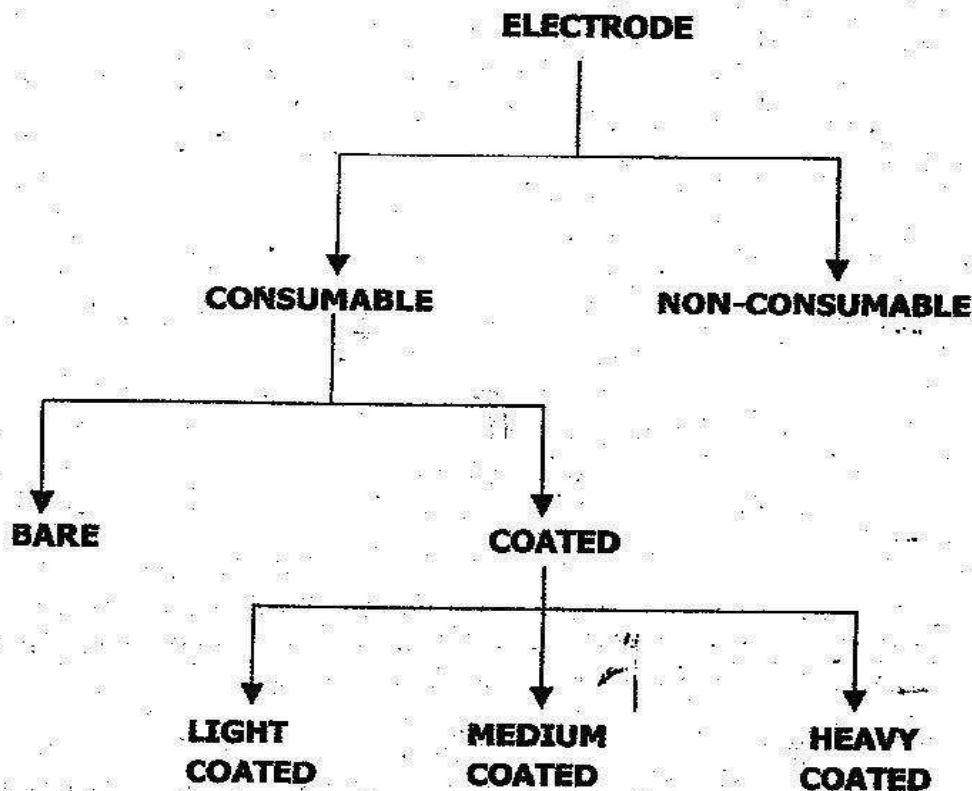 ELECTRODE
CONSUMABLE
NON-CONSUMABLE
BARE
COATED
LIGHT
COATED
MEDIUM
COATED
HEAVY
COATED